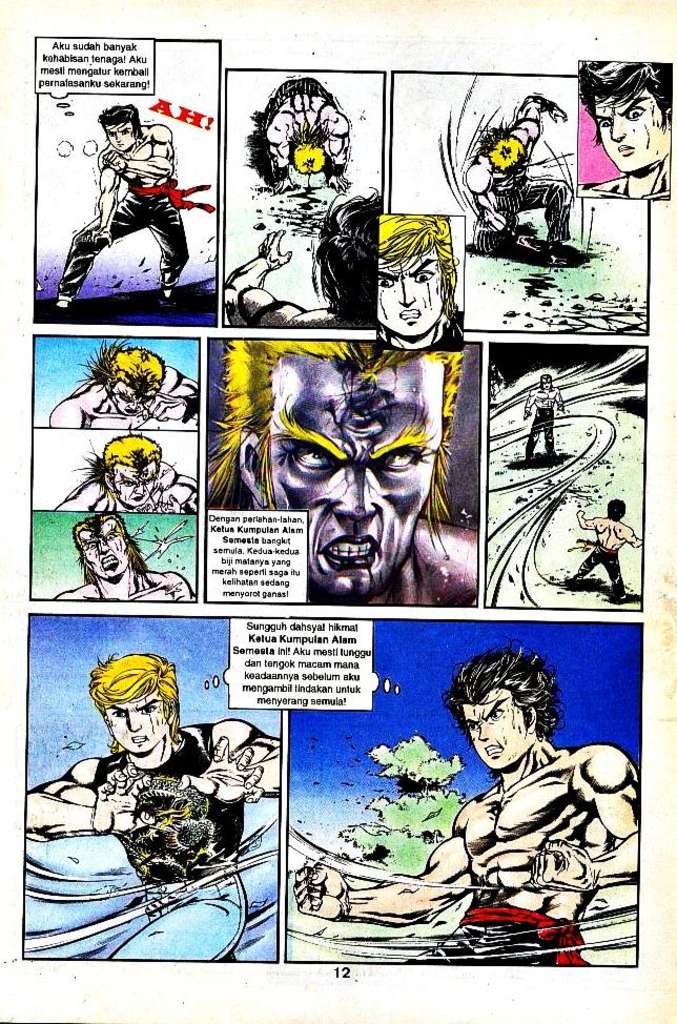 Aku sudah banyak
kehabisan tenaga! Aku
mesti mengatur kembali
pernafasanku sekarang!
AH!
Dengan perlahan-lahan,
Ketua Kumpulan Alam
Semesta bangkit
semula. Kedua-kedua
biji matanya yang
merah seperti saga itu
kelihatan sedang
menyorot ganas!
Sungguh dahsyat hikmat
Ketua Kumpulan Alam
Semesta ini! Aku mesti tunggu
dan tengok macam mana
keadaannya sebelum aku
mengambil tindakan untuk
menyerang semula!
12